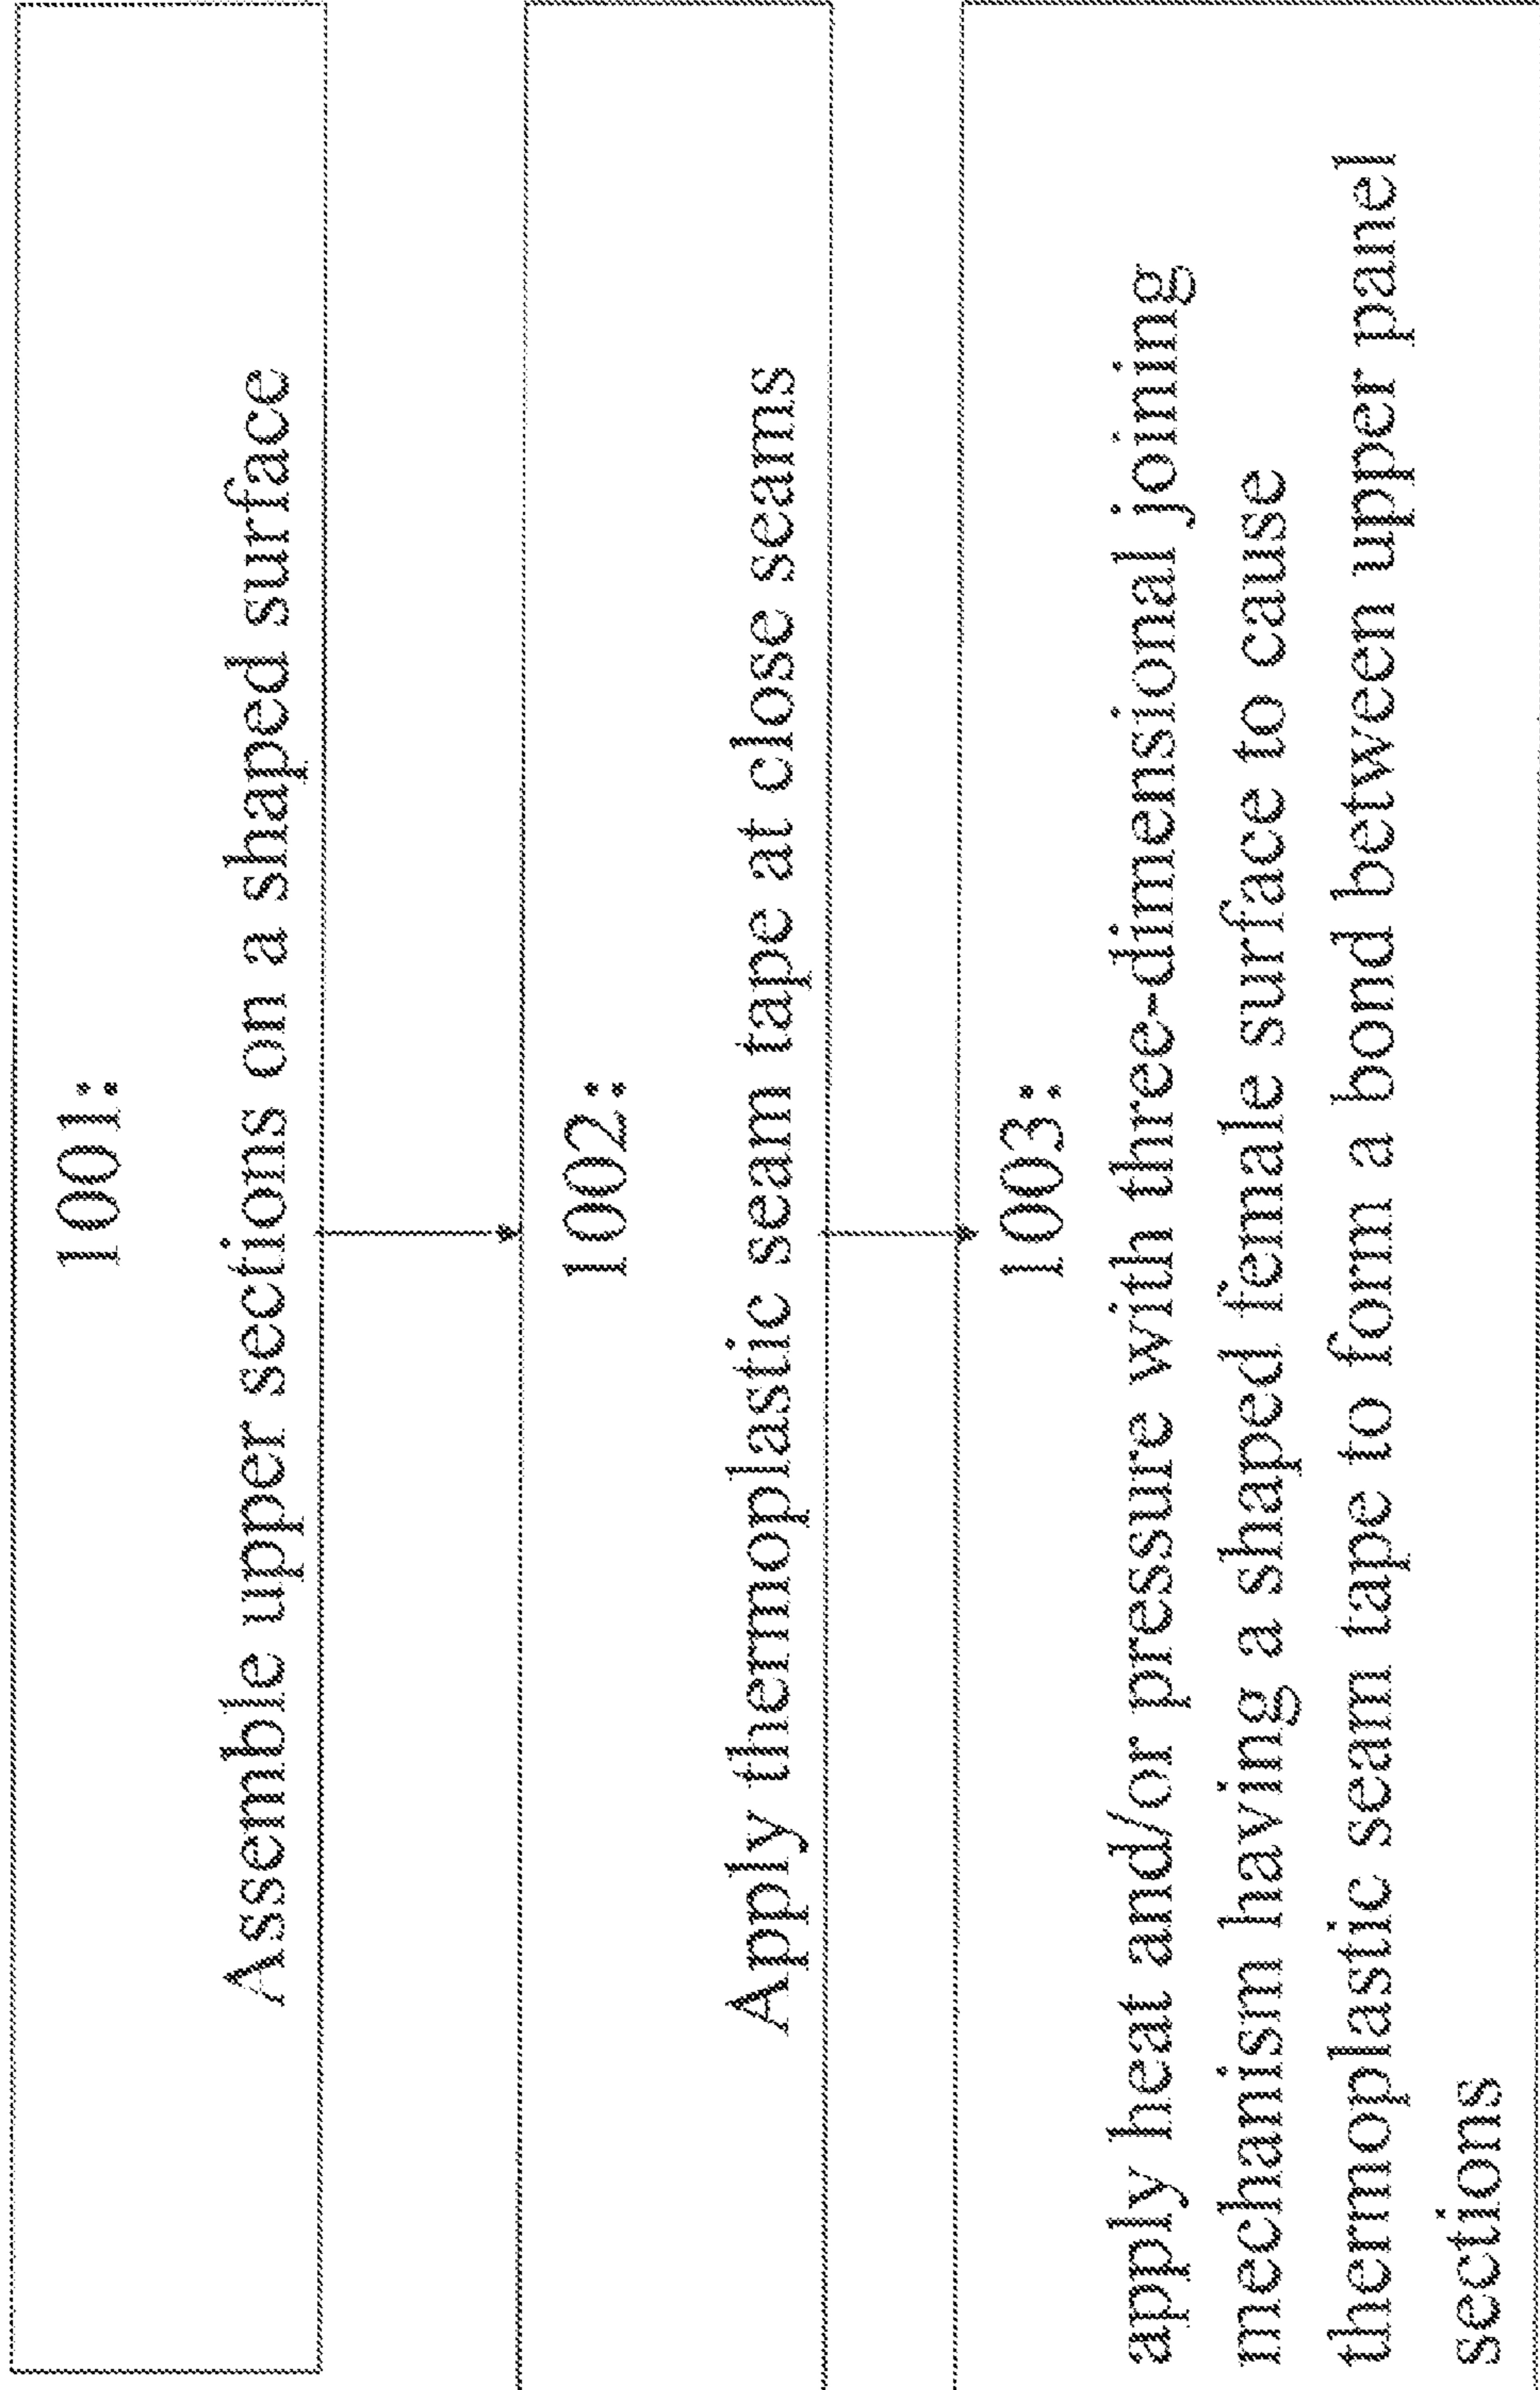 1001:
Assemble upper sections on a shaped surface
1002:
Apply thermoplastic seam tape at close seams
1003:
apply heat and/or pressure with three-dimensional joining
mechanism having a shaped female surface to cause
thermoplastic seam tape to form a bond between upper panel
sections